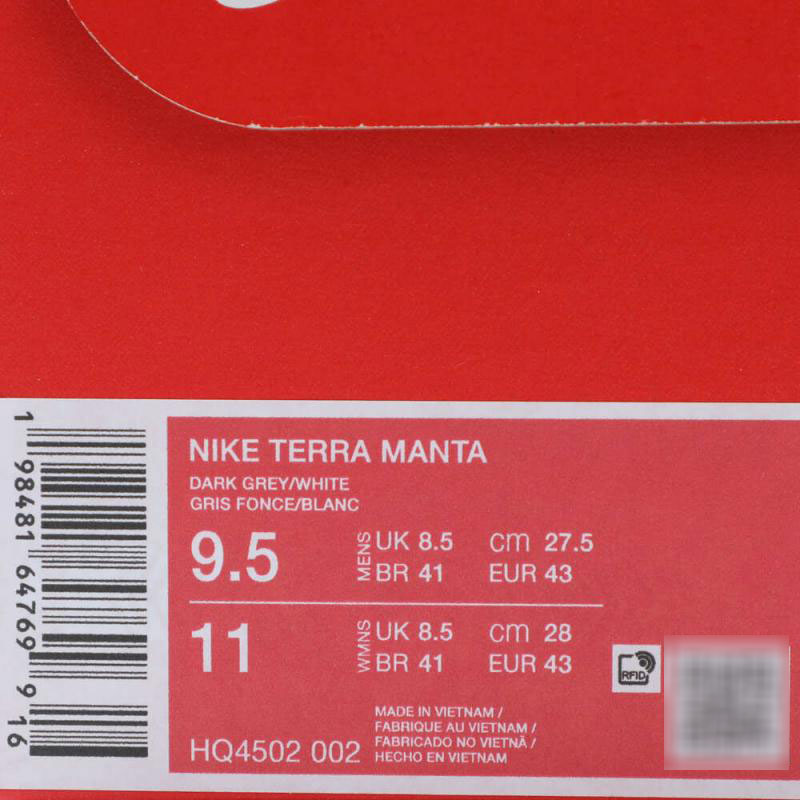 NIKE TERRA MANTA
DARK GREY/WHITE
GRIS FONCE/BLANC
9.5 MENS UK 8.5 cm 27.5
BR 41 EUR 43
11 WMNS UK 8.5 cm 28
BR 41 EUR 43
RFID
MADE IN VIETNAM /
FABRIQUE AU VIETNAM /
FABRICADO NO VIETNÃ /
HECHO EN VIETNAM
HQ4502 002
1 98481 64769 9 16